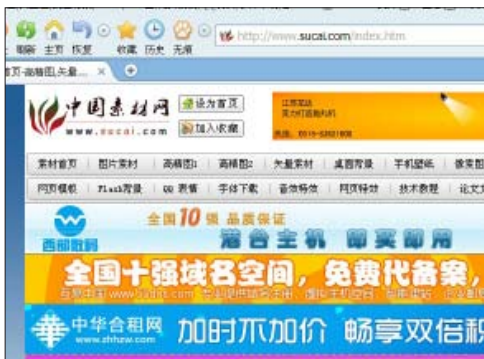 刷新 主页 恢复 收藏 历史 无痕
http://www.sucai.com/index.htm
首页-高精图,矢量...
中国素材网
www.sucai.com
设为首页
加入收藏
素材首页 图片素材 高精图1 高精图2 矢量素材 桌面背景 手机壁纸 像素图
网页模板 Flash背景 QQ 表情 字体下载 音效特效 网页特效 技术教程 论文
西部数码
全国10强 品质保证
港台主机 即买即用
全国十强域名空间，免费代备案，
中华合租网
www.zhhzw.com
加时不加价 畅享双倍积